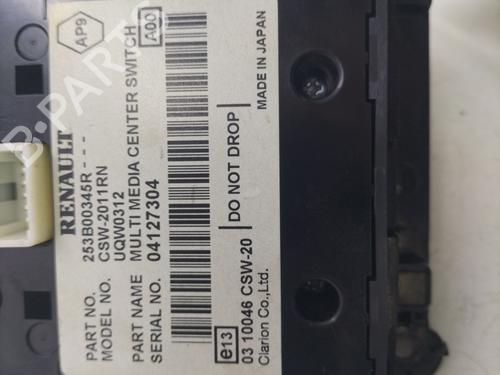 AP9
A00
RENAULT
PART NO. 253B00345R - - -
MODEL NO. CSW-2011RN
UQW0312
PART NAME MULTI MEDIA CENTER SWITCH
SERIAL NO. 04127304
e13
03 10046 CSW-20
DO NOT DROP
Clarion Co.,Ltd.
MADE IN JAPAN
B-PARTS